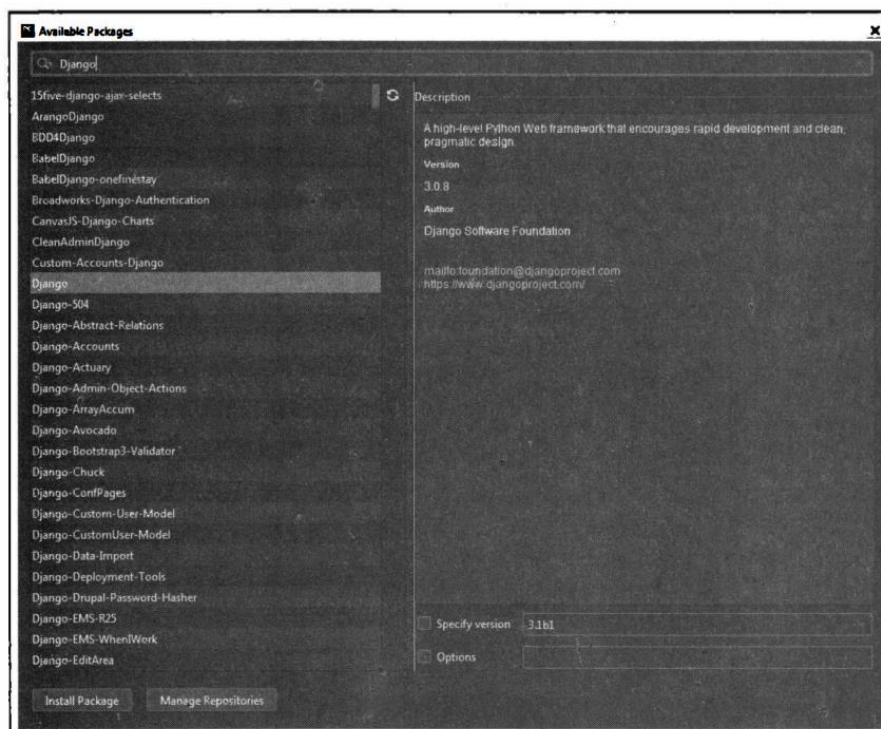 Available Packages
Django
15five-django-ajax-selects
ArangoDjango
BDD4Django
BabelDjango
BabelDjango-onefinestay
Broadworks-Django-Authentication
CanvasJS-Django-Charts
CleanAdminDjango
Custom-Accounts-Django
Django
Django-504
Django-Abstract-Relations
Django-Accounts
Django-Actuary
Django-Admin-Object-Actions
Django-ArrayAccum
Django-Avocado
Django-Bootstrap3-Validator
Django-Chuck
Django-ConfPages
Django-Custom-User-Model
Django-CustomUser-Model
Django-Data-Import
Django-Deployment-Tools
Django-Drupal-Password-Hasher
Django-EMS-R25
Django-EMS-WhenIWork
Django-EditArea
Description
A high-level Python Web framework that encourages rapid development and clean,
pragmatic design.
Version
3.0.8
Author
Django Software Foundation
mailto:foundation@djangoproject.com
https://www.djangoproject.com/
Specify version 3.1b1
Options
Install Package Manage Repositories